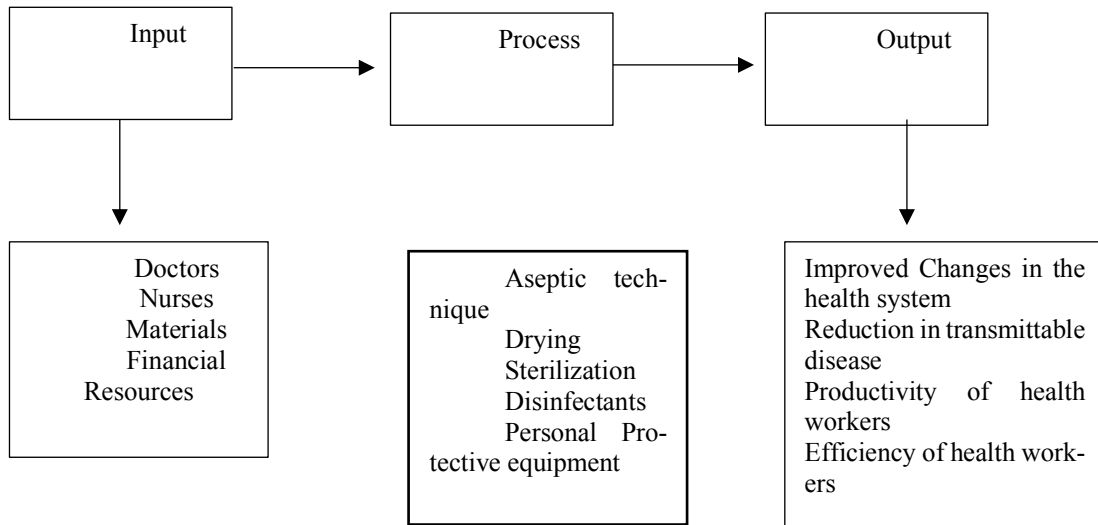 Input
Process
Output
Doctors
Nurses
Materials
Financial
Resources
Aseptic tech-
nique
Drying
Sterilization
Disinfectants
Personal Pro-
tective equipment
Improved Changes in the
health system
Reduction in transmittable
disease
Productivity of health
workers
Efficiency of health work-
ers